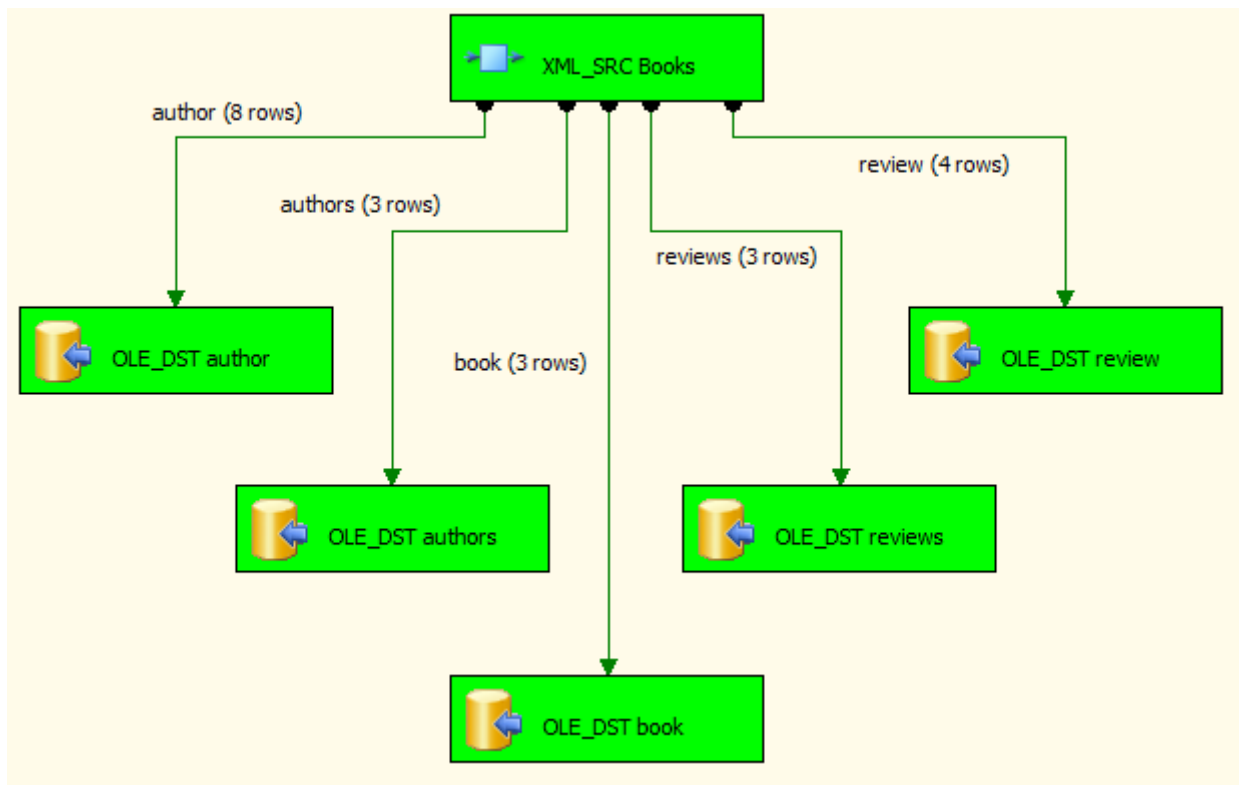 XML_SRC Books
author (8 rows)
review (4 rows)
authors (3 rows)
reviews (3 rows)
OLE_DST author
book (3 rows)
OLE_DST review
OLE_DST authors
OLE_DST reviews
OLE_DST book